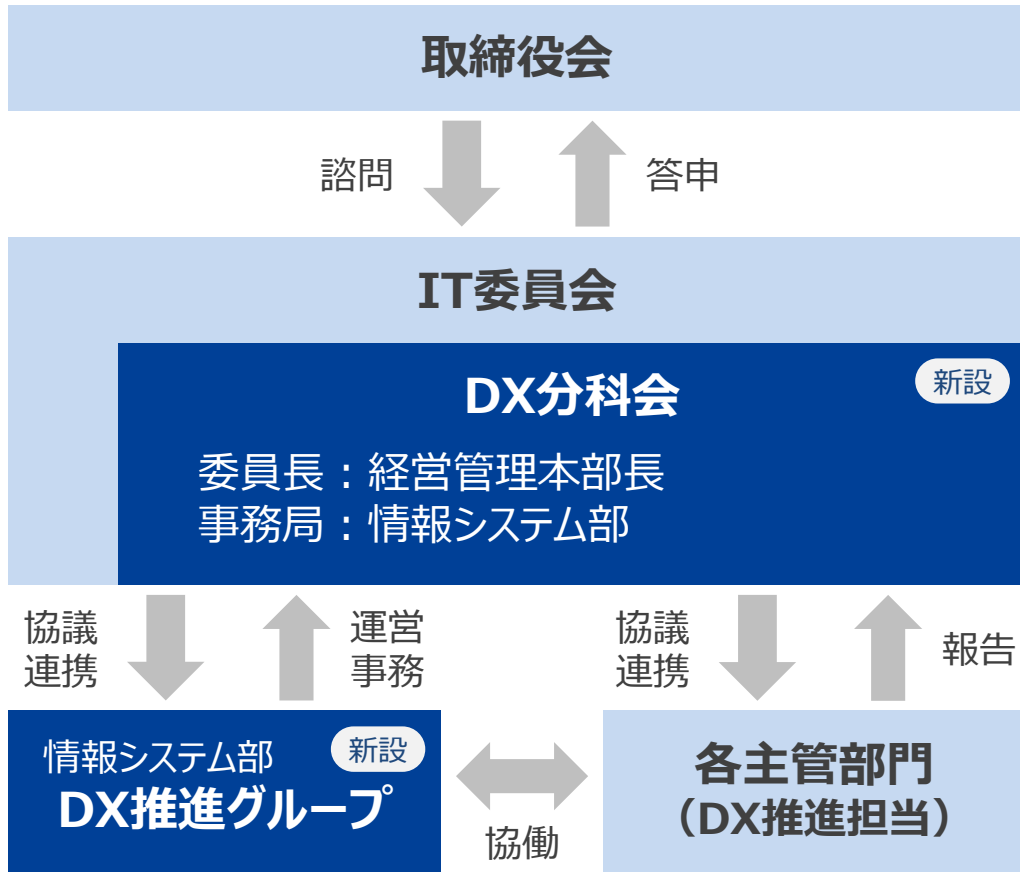 取締役会
諮問
答申
IT委員会
DX分科会
新設
委員長：経営管理本部長
事務局：情報システム部
協議
連携
運営
事務
協議
連携
報告
情報システム部
新設
DX推進グループ
協働
各主管部門
（DX推進担当）